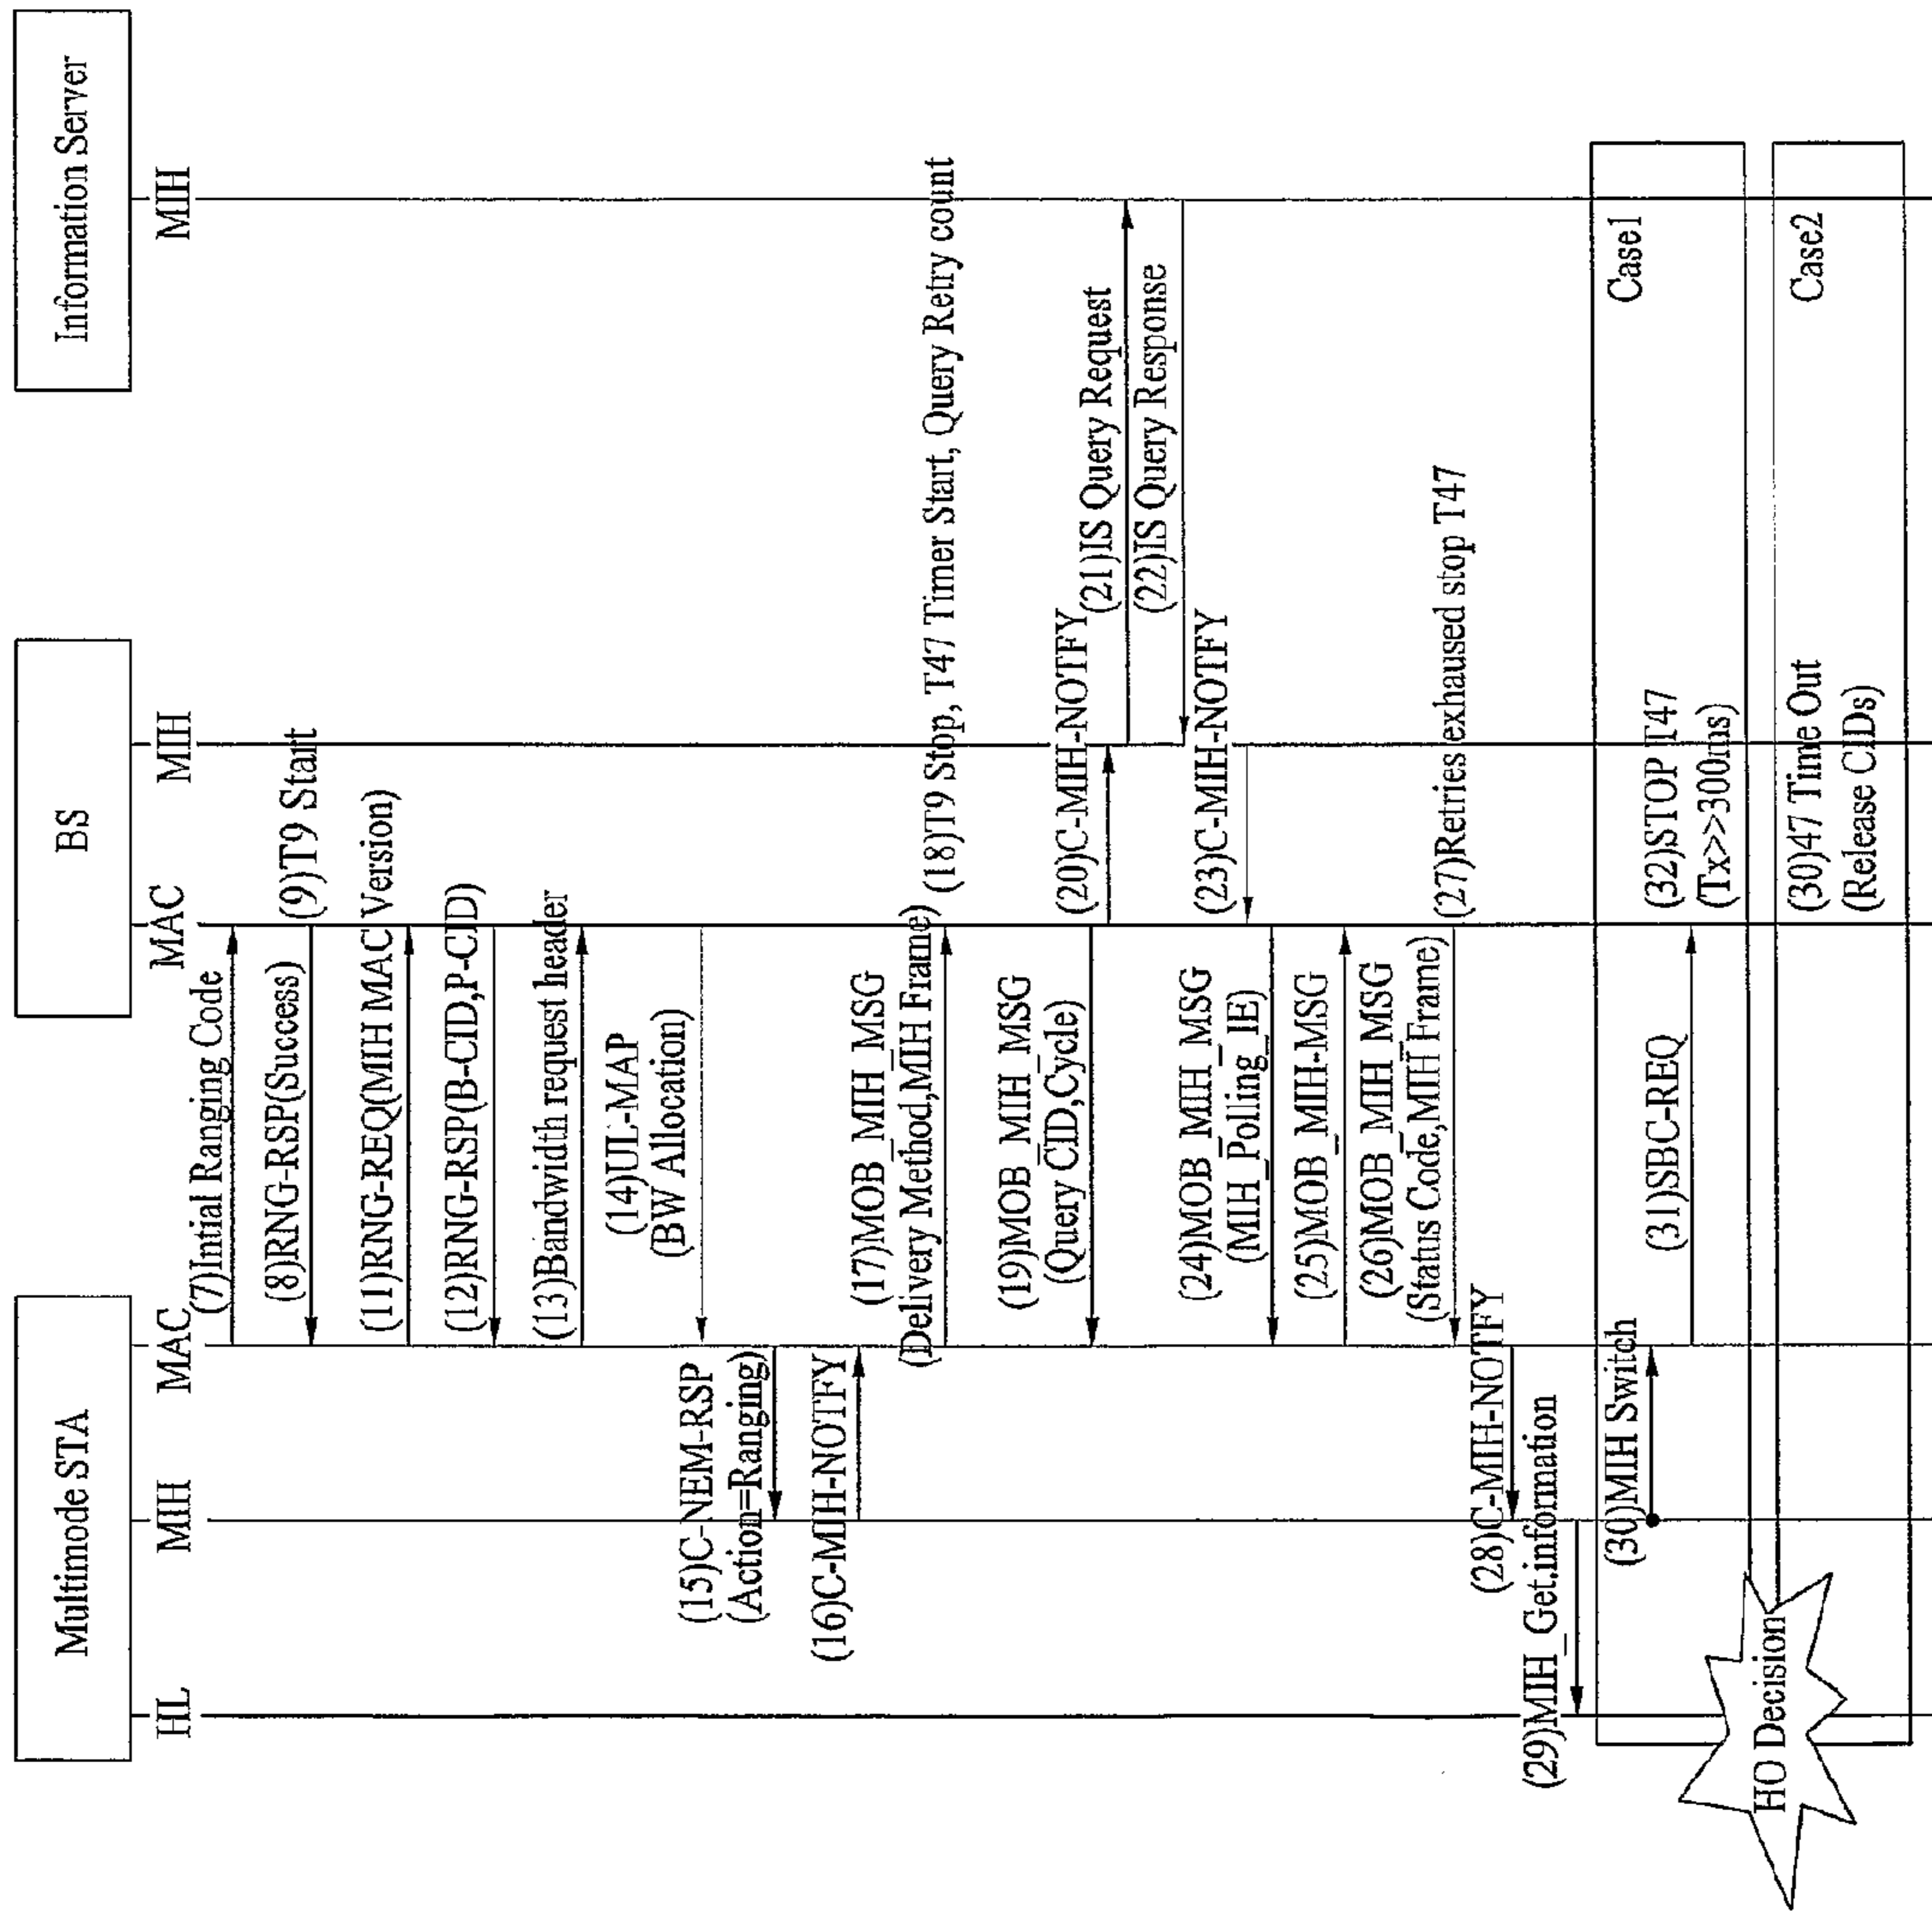 Multimode STA
BS
Information Server
HL
MIH
MAC
MAC
MIH
MIH
(7)Intial Ranging Code
(8)RNG-RSP(Success)
(9)T9 Start
(11)RNG-REQ(MIH MAC Version)
(12)RNG-RSP(B-CID,P-CID)
(13)Bandwidth request header
(14)UL-MAP
(BW Allocation)
(15)C-NEM-RSP
(Action=Ranging)
(16)C-MIH-NOTFY
(17)MOB_MIH_MSG
(Delivery Method,MIH Frame)
(18)T9 Stop, T47 Timer Start, Query Retry count
(19)MOB_MIH_MSG
(Query CID,Cycle)
(20)C-MIH-NOTFY
(21)IS Query Request
(22)IS Query Response
(23)C-MIH-NOTFY
(24)MOB_MIH_MSG
(MIH_Polling_IE)
(25)MOB_MIH-MSG
(26)MOB_MIH_MSG
(Status Code,MIH Frame)
(27)Retries exhaused stop T47
(28)C-MIH-NOTFY
(29)MIH_Get.information
Case1
(30)MIH Switch
(31)SBC-REQ
(32)STOP T47
(Tx>>300ms)
HO Decision
Case2
(30)47 Time Out
(Release CIDs)